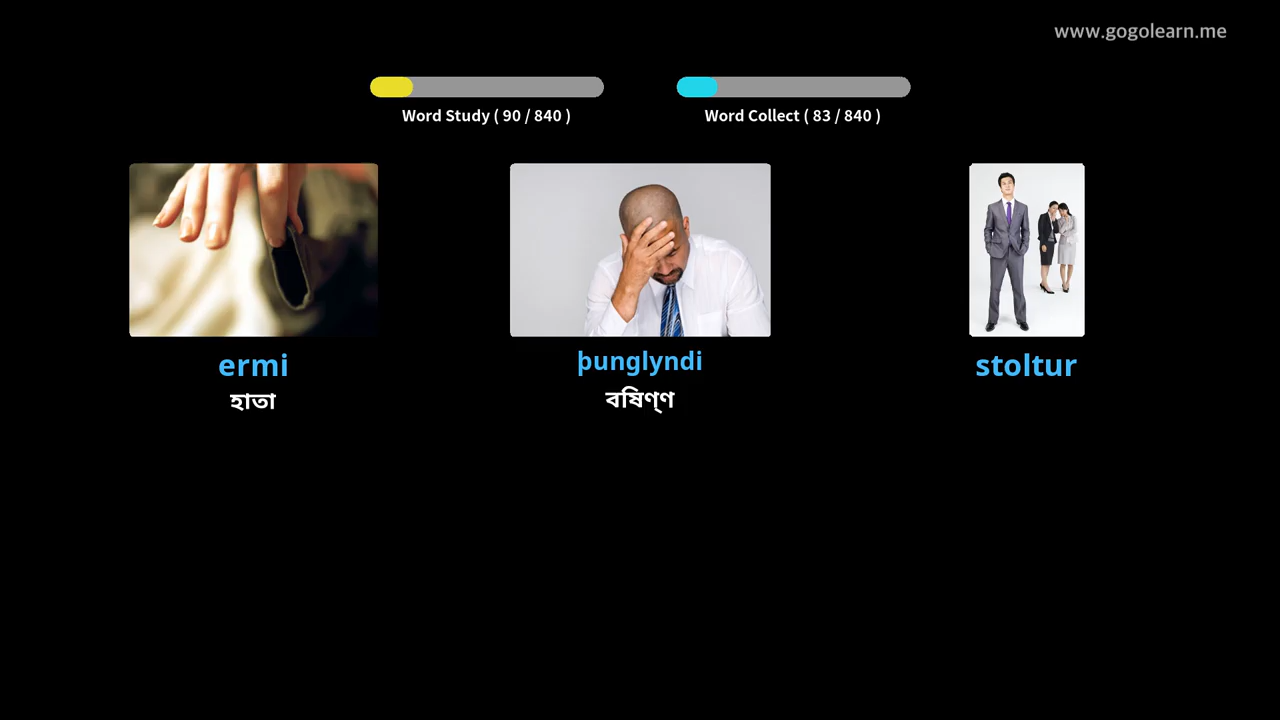 www.gogolearn.me
Word Study ( 90 / 840 )
Word Collect ( 83 / 840 )
ermi
þunglyndi
stoltur
হাতা
বিষণ্ণ